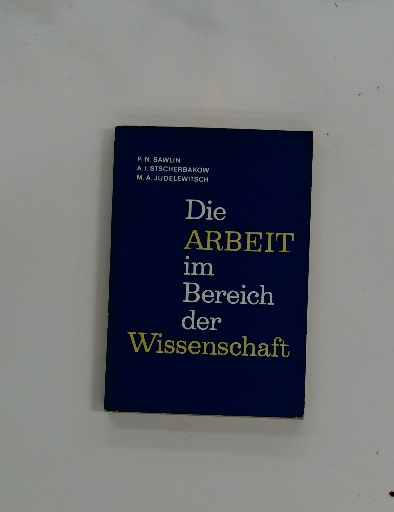 P. N. SAWLIN
A. I. STSCHERBAKOW
M. A. JUDELEWITSCH
Die
ARBEIT
im
Bereich
der
Wissenschaft